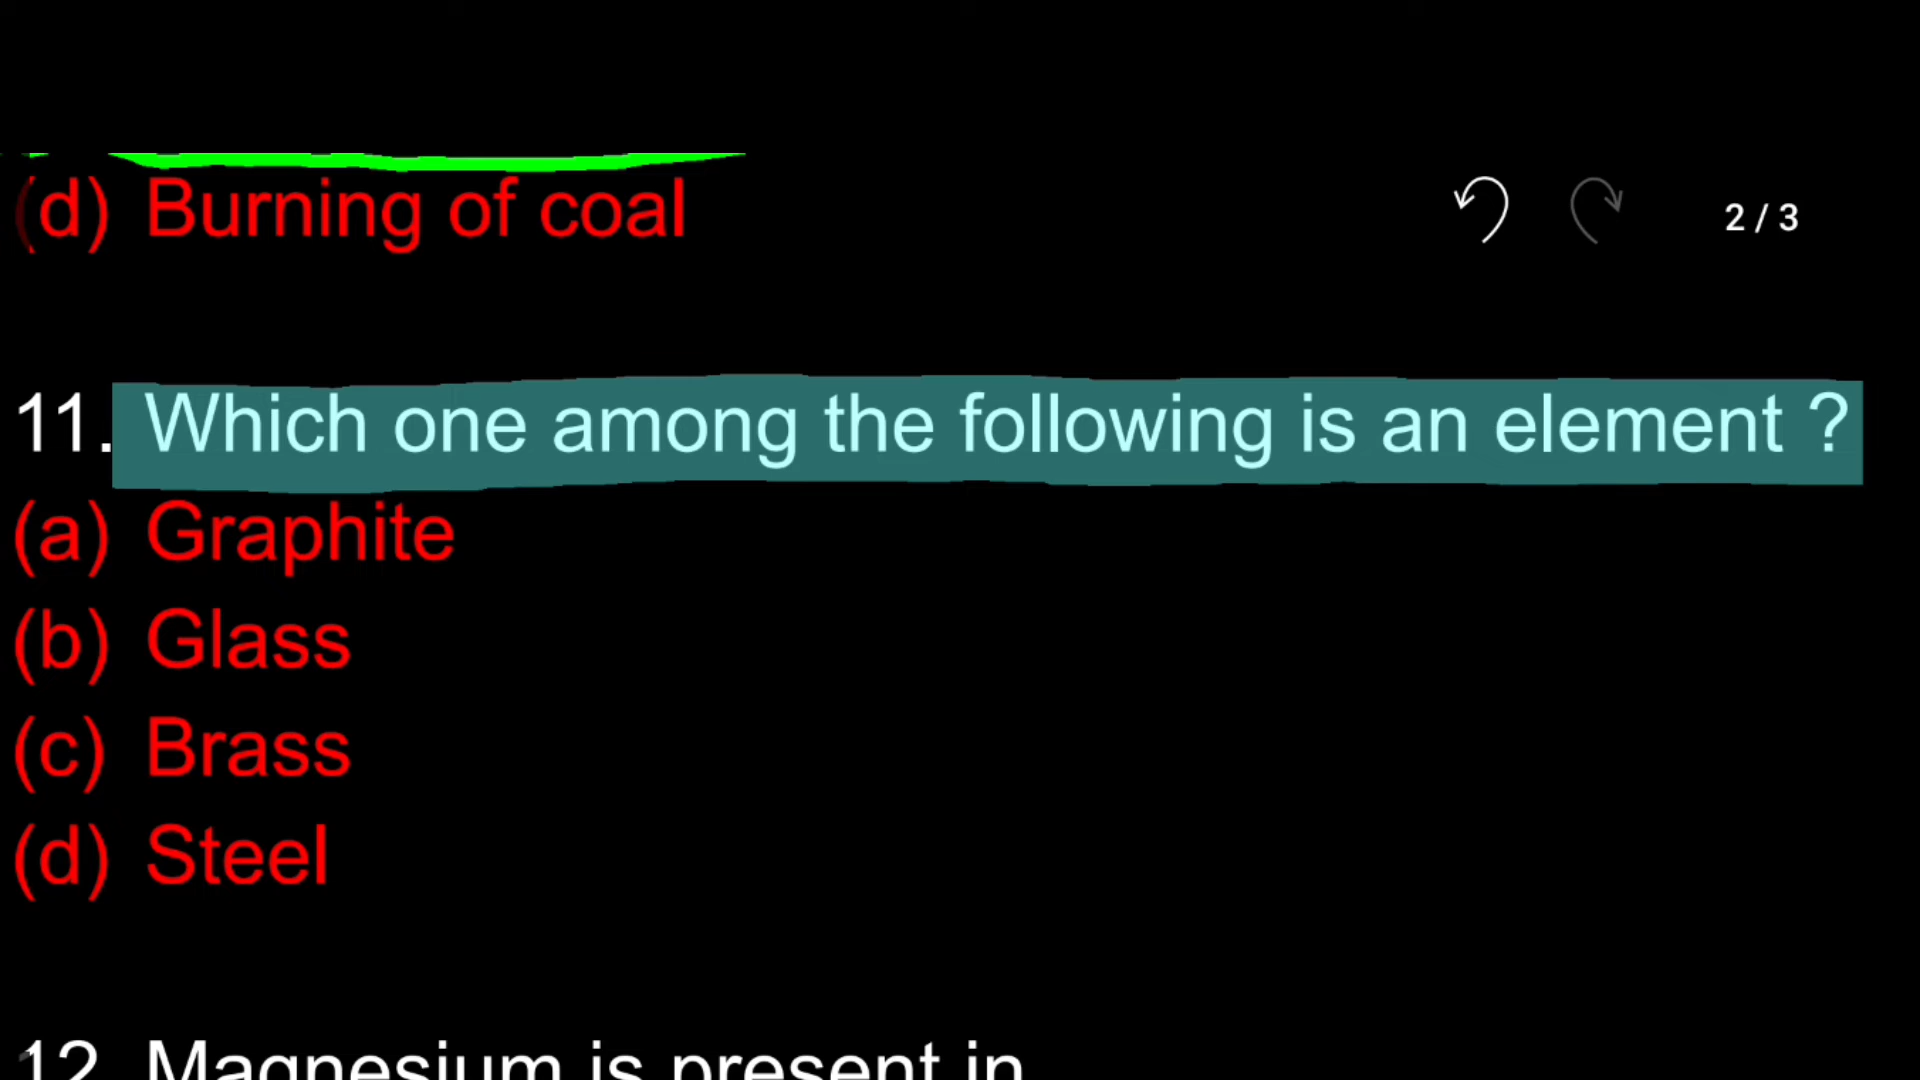 (d) Burning of coal
2 / 3
11. Which one among the following is an element ?
(a) Graphite
(b) Glass
(c) Brass
(d) Steel
12. Magnesium is present in